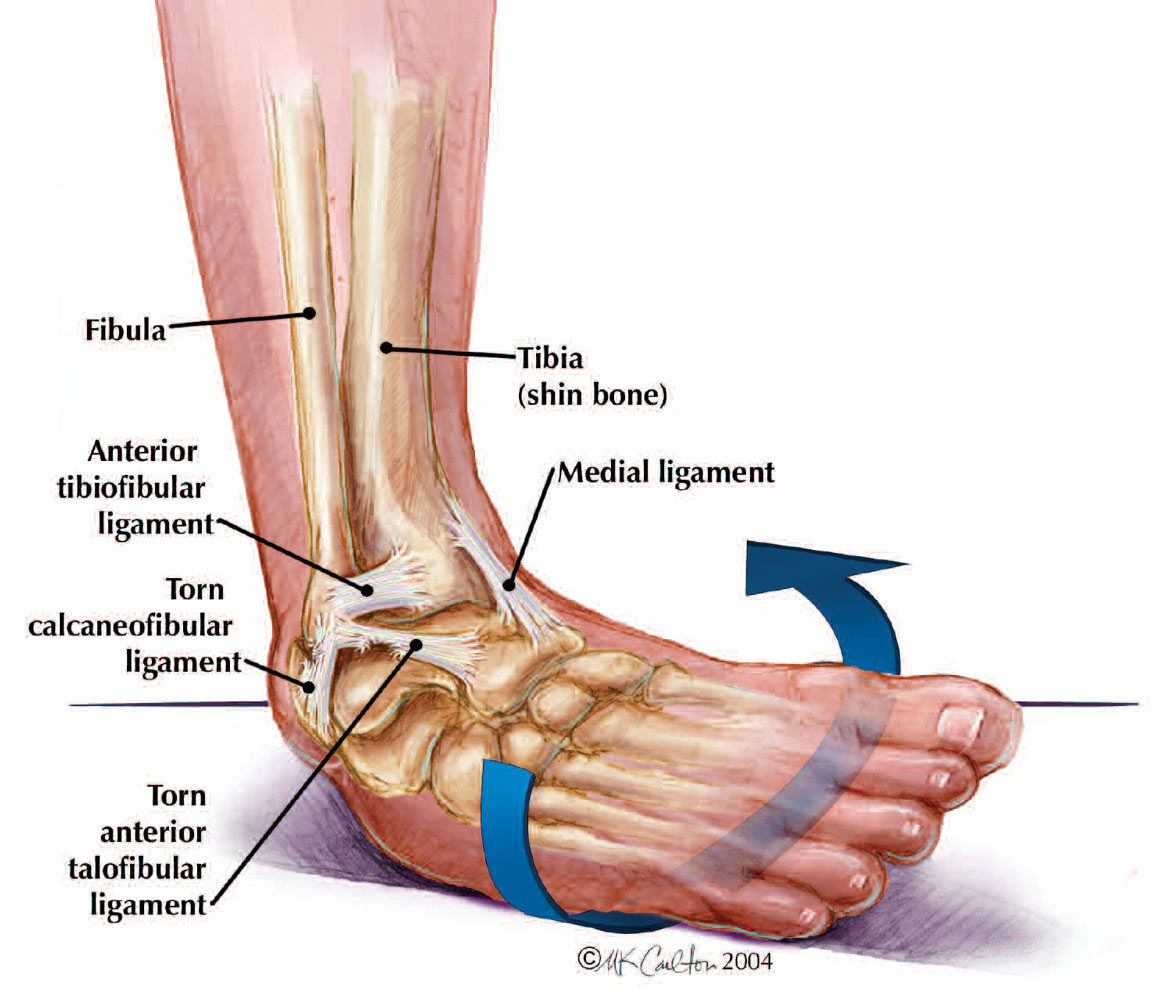 Fibula
Tibia
(shin bone)
Anterior
tibiofibular
ligament
Medial ligament
Torn
calcaneofibular
ligament
Torn
anterior
talofibular
ligament
©MK Carlton 2004